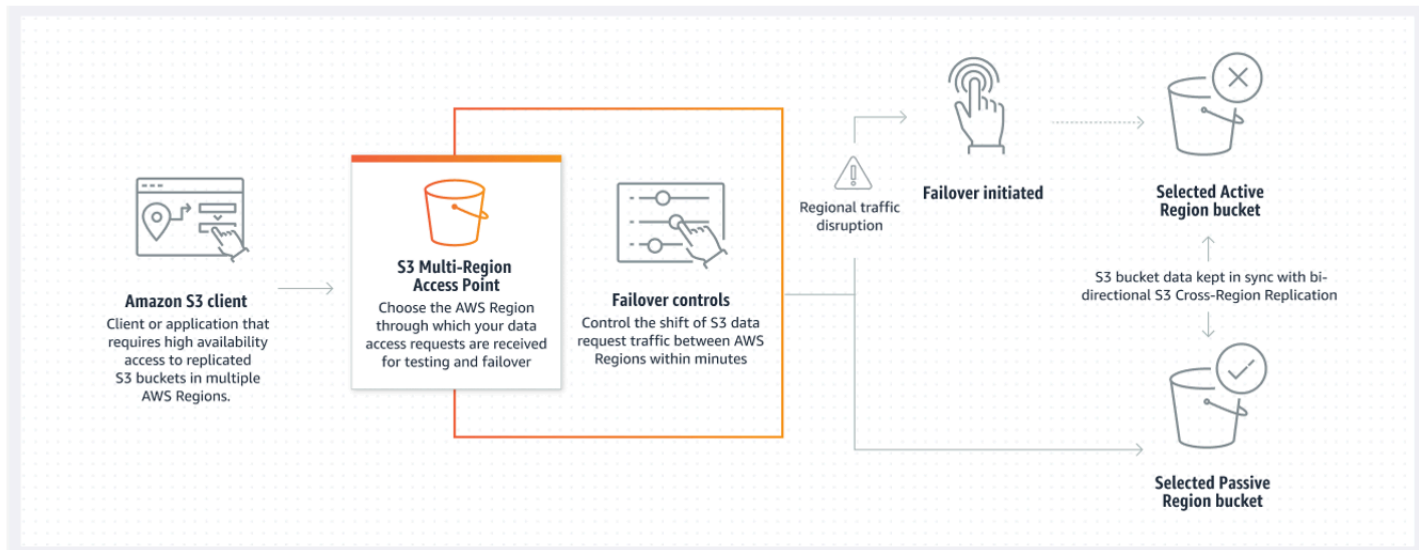 Amazon S3 client
Client or application that
requires high availability
access to replicated
S3 buckets in multiple
AWS Regions.
S3 Multi-Region
Access Point
Choose the AWS Region
through which your data
access requests are received
for testing and failover
Failover controls
Control the shift of S3 data
request traffic between AWS
Regions within minutes
Regional traffic
disruption
Failover initiated
Selected Active
Region bucket
S3 bucket data kept in sync with bi-
directional S3 Cross-Region Replication
Selected Passive
Region bucket